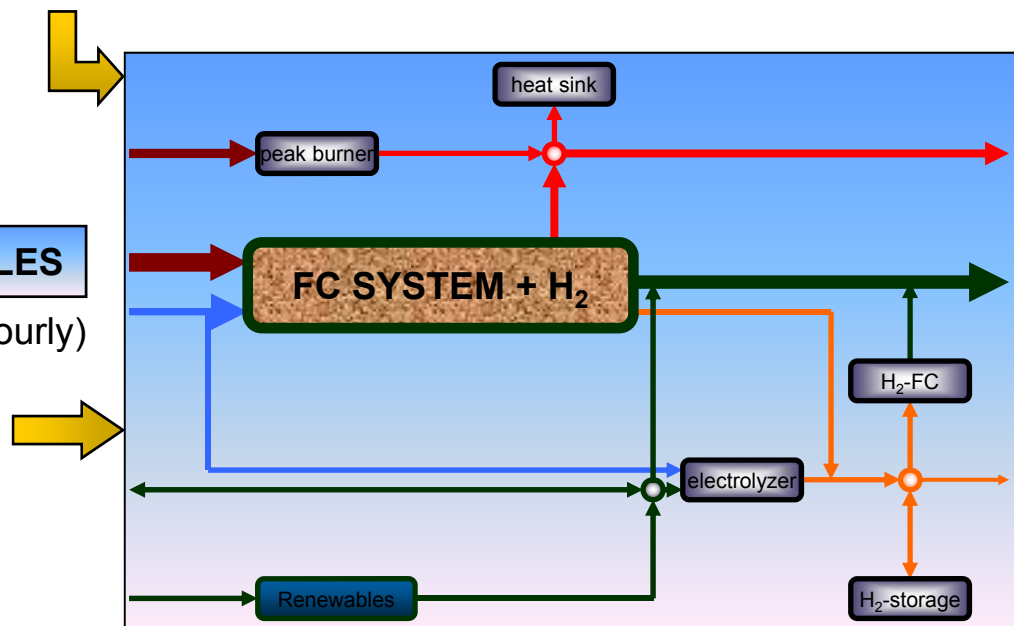 heat sink
peak burner
LES
FC SYSTEM + H₂
ourly)
H₂-FC
electrolyzer
Renewables
H₂-storage